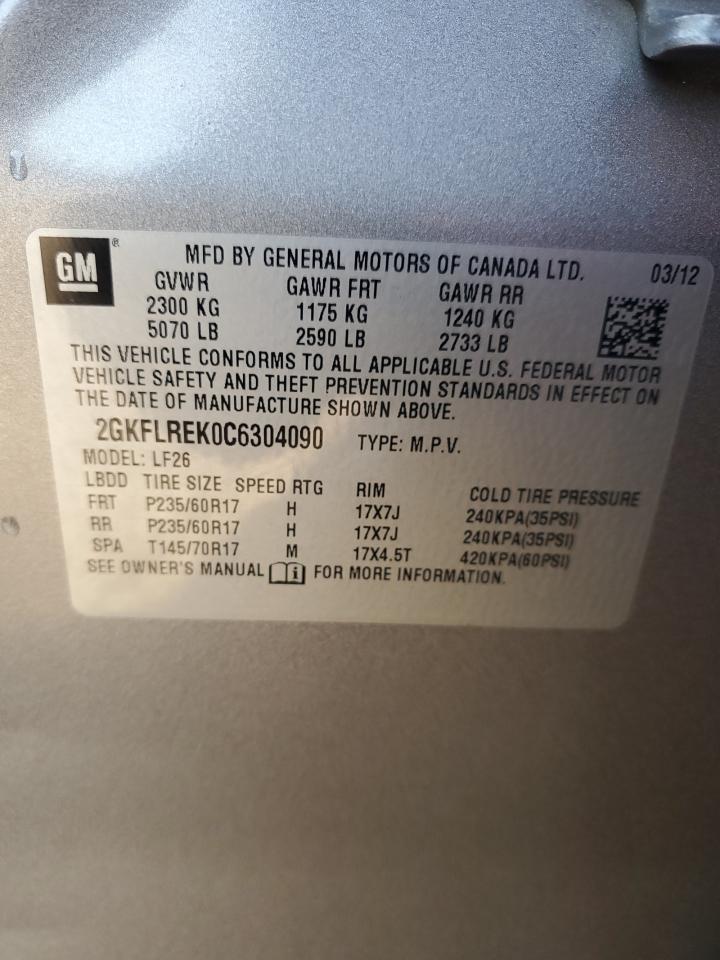 GM ®
MFD BY GENERAL MOTORS OF CANADA LTD. 03/12
GVWR GAWR FRT GAWR RR
2300 KG 1175 KG 1240 KG
5070 LB 2590 LB 2733 LB
THIS VEHICLE CONFORMS TO ALL APPLICABLE U.S. FEDERAL MOTOR
VEHICLE SAFETY AND THEFT PREVENTION STANDARDS IN EFFECT ON
THE DATE OF MANUFACTURE SHOWN ABOVE.
2GKFLREK0C6304090 TYPE: M.P.V.
MODEL: LF26
LBDD TIRE SIZE SPEED RTG RIM COLD TIRE PRESSURE
FRT P235/60R17 H 17X7J 240KPA(35PSI)
RR P235/60R17 H 17X7J 240KPA(35PSI)
SPA T145/70R17 M 17X4.5T 420KPA(60PSI)
SEE OWNER'S MANUAL i FOR MORE INFORMATION.